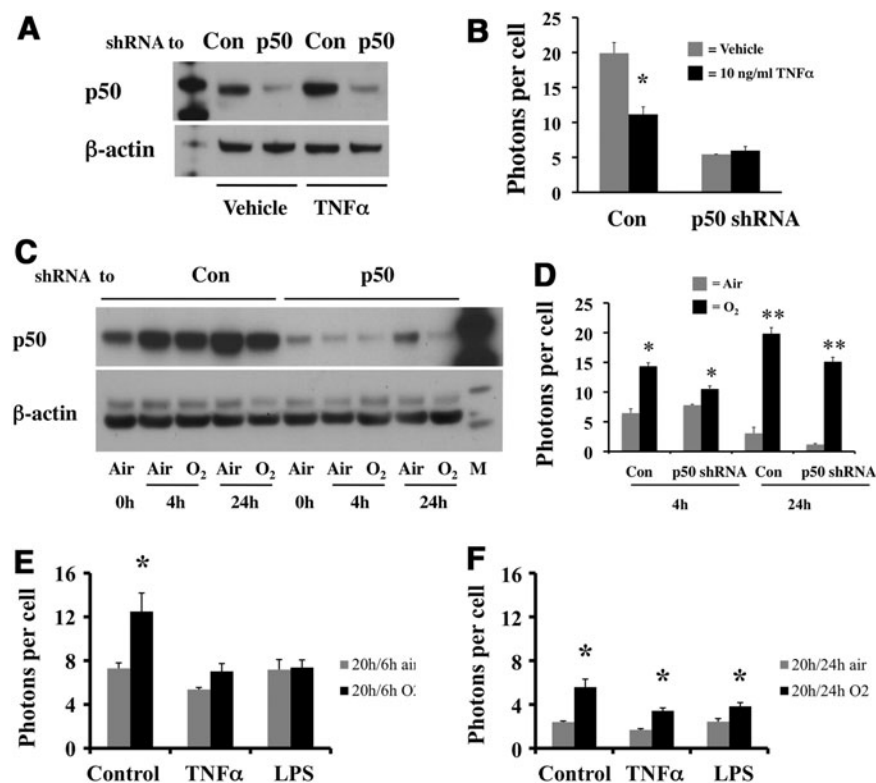 A
shRNA to Con p50 Con p50
p50
β-actin
Vehicle TNFα
B
Photons per cell
25
20
15
10
5
0
*
= Vehicle
= 10 ng/ml TNFα
Con p50 shRNA
C
shRNA to Con p50
p50
β-actin
Air Air O₂ Air O₂ Air Air O₂ Air O₂ M
0h 4h 24h 0h 4h 24h
D
= Air
= O₂
Photons per cell
25
20
15
10
5
0
* * ** **
Con p50 shRNA Con p50 shRNA
4h 24h
E
Photons per cell
16
12
8
4
0
*
20h/6h air
20h/6h O2
Control TNFα LPS
F
Photons per cell
16
12
8
4
0
* * *
20h/24h air
20h/24h O2
Control TNFα LPS